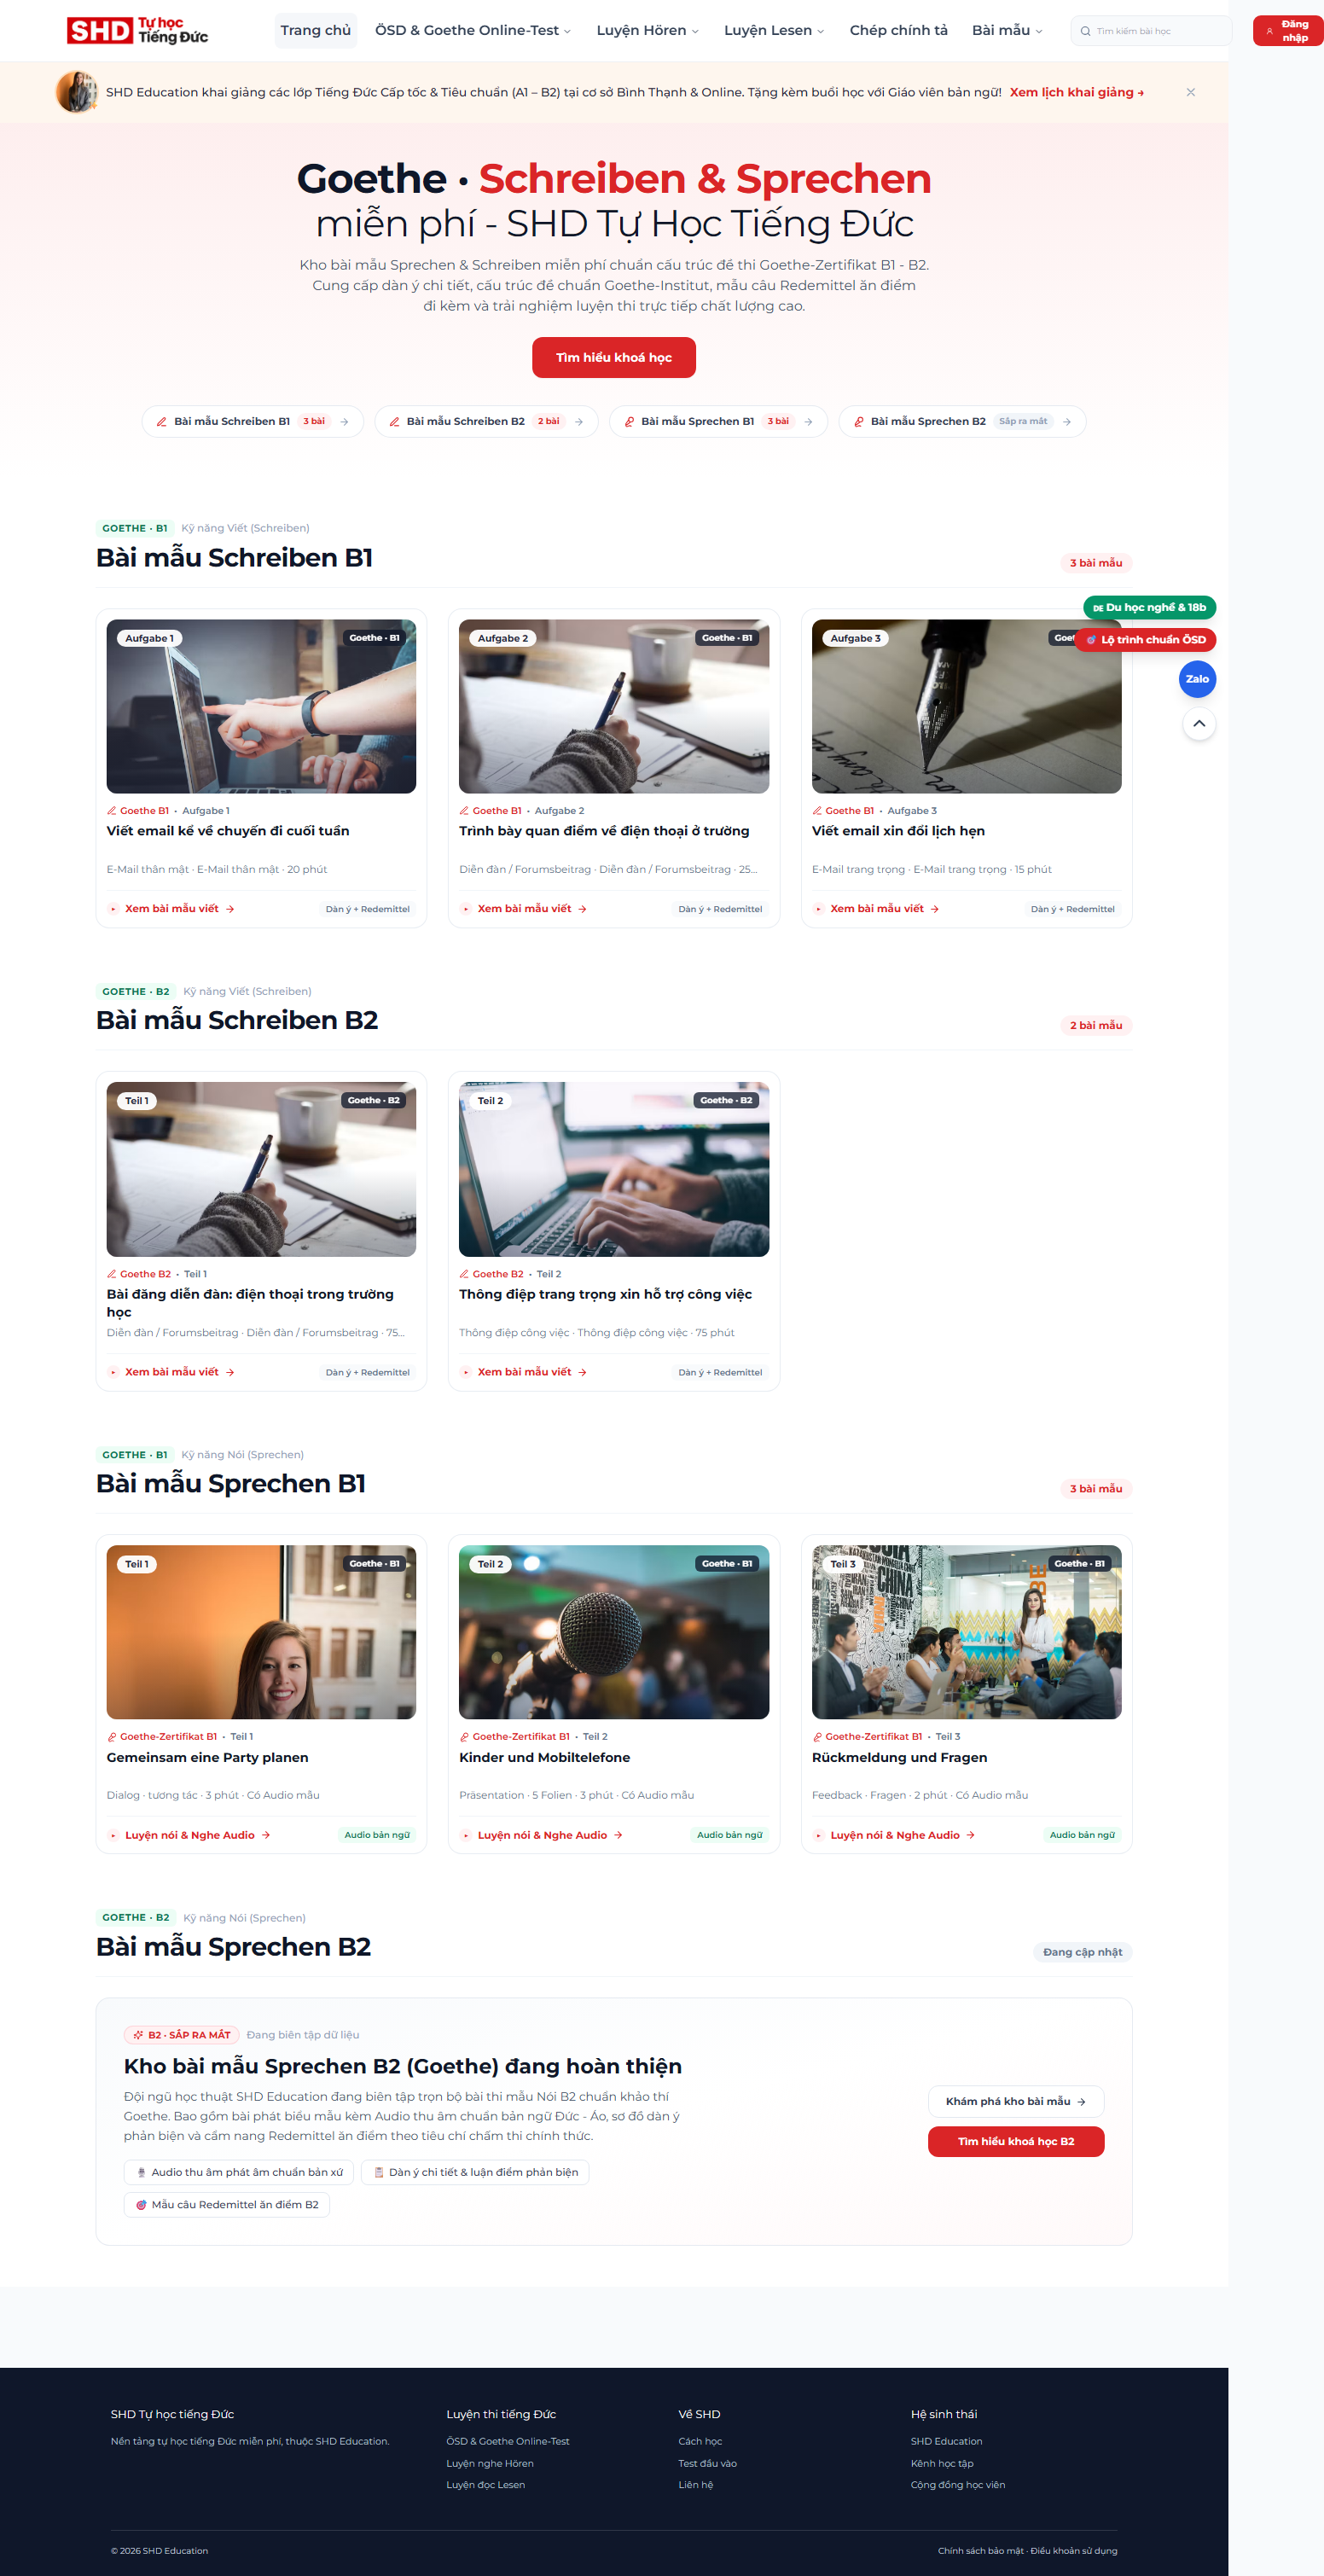 SHD Tự học Tiếng Đức
Trang chủ
ÖSD & Goethe Online-Test
Luyện Hören
Luyện Lesen
Chép chính tả
Bài mẫu
Tìm kiếm bài học
Đăng nhập
SHD Education khai giảng các lớp Tiếng Đức Cấp tốc & Tiêu chuẩn (A1 – B2) tại cơ sở Bình Thạnh & Online. Tặng kèm buổi học với Giáo viên bản ngữ! Xem lịch khai giảng →
Goethe · Schreiben & Sprechen
miễn phí - SHD Tự Học Tiếng Đức
Kho bài mẫu Sprechen & Schreiben miễn phí chuẩn cấu trúc đề thi Goethe-Zertifikat B1 - B2.
Cung cấp dàn ý chi tiết, cấu trúc đề chuẩn Goethe-Institut, mẫu câu Redemittel ăn điểm
đi kèm và trải nghiệm luyện thi trực tiếp chất lượng cao.
Tìm hiểu khoá học
Bài mẫu Schreiben B1 3 bài
Bài mẫu Schreiben B2 2 bài
Bài mẫu Sprechen B1 3 bài
Bài mẫu Sprechen B2 Sắp ra mắt
GOETHE · B1 Kỹ năng Viết (Schreiben)
Bài mẫu Schreiben B1
3 bài mẫu
DE Du học nghề & 18b
Lộ trình chuẩn ÖSD
Zalo
Aufgabe 1
Goethe · B1
Goethe B1 • Aufgabe 1
Viết email kể về chuyến đi cuối tuần
E-Mail thân mật · E-Mail thân mật · 20 phút
Xem bài mẫu viết →
Dàn ý + Redemittel
Aufgabe 2
Goethe · B1
Goethe B1 • Aufgabe 2
Trình bày quan điểm về điện thoại ở trường
Diễn đàn / Forumsbeitrag · Diễn đàn / Forumsbeitrag · 25...
Xem bài mẫu viết →
Dàn ý + Redemittel
Aufgabe 3
Goethe B1 • Aufgabe 3
Viết email xin đổi lịch hẹn
E-Mail trang trọng · E-Mail trang trọng · 15 phút
Xem bài mẫu viết →
Dàn ý + Redemittel
GOETHE · B2 Kỹ năng Viết (Schreiben)
Bài mẫu Schreiben B2
2 bài mẫu
Teil 1
Goethe · B2
Goethe B2 • Teil 1
Bài đăng diễn đàn: điện thoại trong trường
học
Diễn đàn / Forumsbeitrag · Diễn đàn / Forumsbeitrag · 75...
Xem bài mẫu viết →
Dàn ý + Redemittel
Teil 2
Goethe · B2
Goethe B2 • Teil 2
Thông điệp trang trọng xin hỗ trợ công việc
Thông điệp công việc · Thông điệp công việc · 75 phút
Xem bài mẫu viết →
Dàn ý + Redemittel
GOETHE · B1 Kỹ năng Nói (Sprechen)
Bài mẫu Sprechen B1
3 bài mẫu
Teil 1
Goethe · B1
Goethe-Zertifikat B1 • Teil 1
Gemeinsam eine Party planen
Dialog · tương tác · 3 phút · Có Audio mẫu
Luyện nói & Nghe Audio →
Audio bản ngữ
Teil 2
Goethe · B1
Goethe-Zertifikat B1 • Teil 2
Kinder und Mobiltelefone
Präsentation · 5 Folien · 3 phút · Có Audio mẫu
Luyện nói & Nghe Audio →
Audio bản ngữ
Teil 3
Goethe · B1
CHINA
Goethe-Zertifikat B1 • Teil 3
Rückmeldung und Fragen
Feedback · Fragen · 2 phút · Có Audio mẫu
Luyện nói & Nghe Audio →
Audio bản ngữ
GOETHE · B2 Kỹ năng Nói (Sprechen)
Bài mẫu Sprechen B2
Đang cập nhật
B2 · SẮP RA MẮT Đang biên tập dữ liệu
Kho bài mẫu Sprechen B2 (Goethe) đang hoàn thiện
Đội ngũ học thuật SHD Education đang biên tập trọn bộ bài thi mẫu Nói B2 chuẩn khảo thí
Goethe. Bao gồm bài phát biểu mẫu kèm Audio thu âm chuẩn bản ngữ Đức - Áo, sơ đồ dàn ý
phản biện và cẩm nang Redemittel ăn điểm theo tiêu chí chấm thi chính thức.
Audio thu âm phát âm chuẩn bản xứ
Dàn ý chi tiết & luận điểm phản biện
Mẫu câu Redemittel ăn điểm B2
Khám phá kho bài mẫu →
Tìm hiểu khoá học B2
SHD Tự học tiếng Đức
Nền tảng tự học tiếng Đức miễn phí, thuộc SHD Education.
Luyện thi tiếng Đức
ÖSD & Goethe Online-Test
Luyện nghe Hören
Luyện đọc Lesen
Về SHD
Cách học
Test đầu vào
Liên hệ
Hệ sinh thái
SHD Education
Kênh học tập
Cộng đồng học viên
© 2026 SHD Education
Chính sách bảo mật · Điều khoản sử dụng